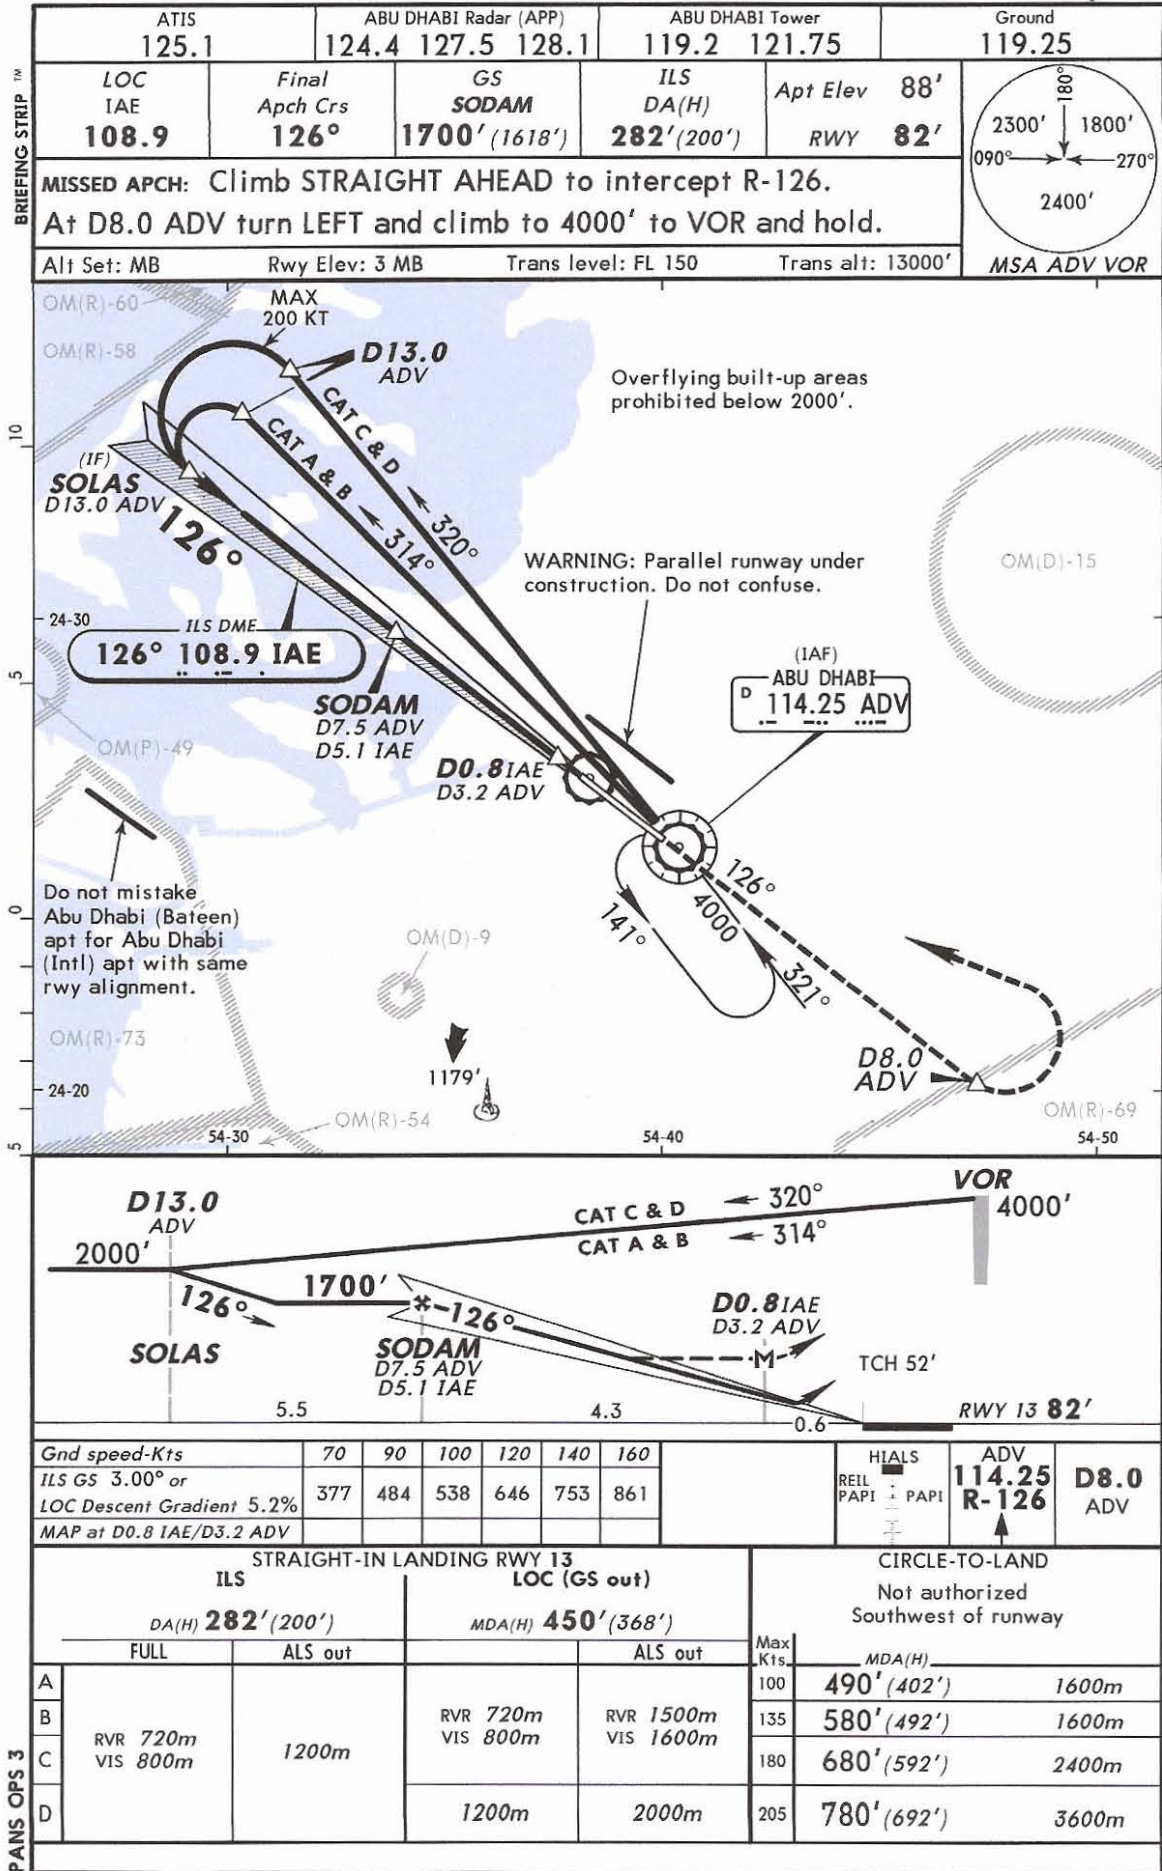 ATIS
125.1
ABU DHABI Radar (APP)
124.4 127.5 128.1
ABU DHABI Tower
119.2 121.75
Ground
119.25
BRIEFING STRIP TM
LOC
IAE
108.9
Final
Apch Crs
126°
GS
SODAM
1700' (1618')
ILS
DA(H)
282' (200')
Apt Elev 88'
RWY 82'
180°
2300' 1800'
090° 270°
2400'
MSA ADV VOR
MISSED APCH: Climb STRAIGHT AHEAD to intercept R-126.
At D8.0 ADV turn LEFT and climb to 4000' to VOR and hold.
Alt Set: MB Rwy Elev: 3 MB Trans level: FL 150 Trans alt: 13000'
OM(R)-60
MAX
200 KT
OM(R)-58
D13.0
ADV
Overflying built-up areas
prohibited below 2000'.
CAT C & D
CAT A & B
10
(IF)
SOLAS
D13.0 ADV
126°
320°
314°
WARNING: Parallel runway under
construction. Do not confuse.
OM(D)-15
24-30
ILS DME
126° 108.9 IAE
(IAF)
ABU DHABI
D 114.25 ADV
5
SODAM
D7.5 ADV
D5.1 IAE
OM(P)-49
D0.8 IAE
D3.2 ADV
126°
4000
141°
321°
Do not mistake
Abu Dhabi (Bateen)
apt for Abu Dhabi
(Intl) apt with same
rwy alignment.
0
OM(D)-9
OM(R)-73
1179'
D8.0
ADV
24-20
OM(R)-54
OM(R)-69
5
54-30 54-40 54-50
D13.0
ADV
2000'
CAT C & D 320°
CAT A & B 314°
VOR
4000'
126°
1700'
126°
D0.8 IAE
D3.2 ADV
SOLAS
SODAM
D7.5 ADV
D5.1 IAE
M
TCH 52'
5.5 4.3 0.6
RWY 13 82'
Gnd speed-Kts 70 90 100 120 140 160
ILS GS 3.00° or
LOC Descent Gradient 5.2% 377 484 538 646 753 861
MAP at D0.8 IAE/D3.2 ADV
HIALS
REIL
PAPI PAPI
ADV
114.25
R-126
D8.0
ADV
STRAIGHT-IN LANDING RWY 13
ILS
DA(H) 282' (200')
LOC (GS out)
MDA(H) 450' (368')
CIRCLE-TO-LAND
Not authorized
Southwest of runway
FULL ALS out ALS out
Max
Kts MDA(H)
A
B
C
D
RVR 720m
VIS 800m
1200m
RVR 720m
VIS 800m
RVR 1500m
VIS 1600m
1200m 2000m
100 490' (402') 1600m
135 580' (492') 1600m
180 680' (592') 2400m
205 780' (692') 3600m
PANS OPS 3